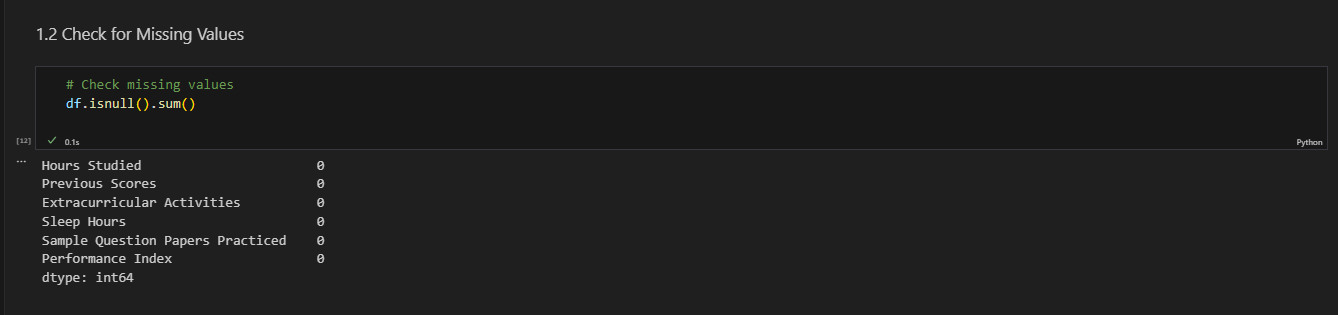 1.2 Check for Missing Values
# Check missing values
df.isnull().sum()
[12] ✓ 0.1s Python
... Hours Studied 0
Previous Scores 0
Extracurricular Activities 0
Sleep Hours 0
Sample Question Papers Practiced 0
Performance Index 0
dtype: int64